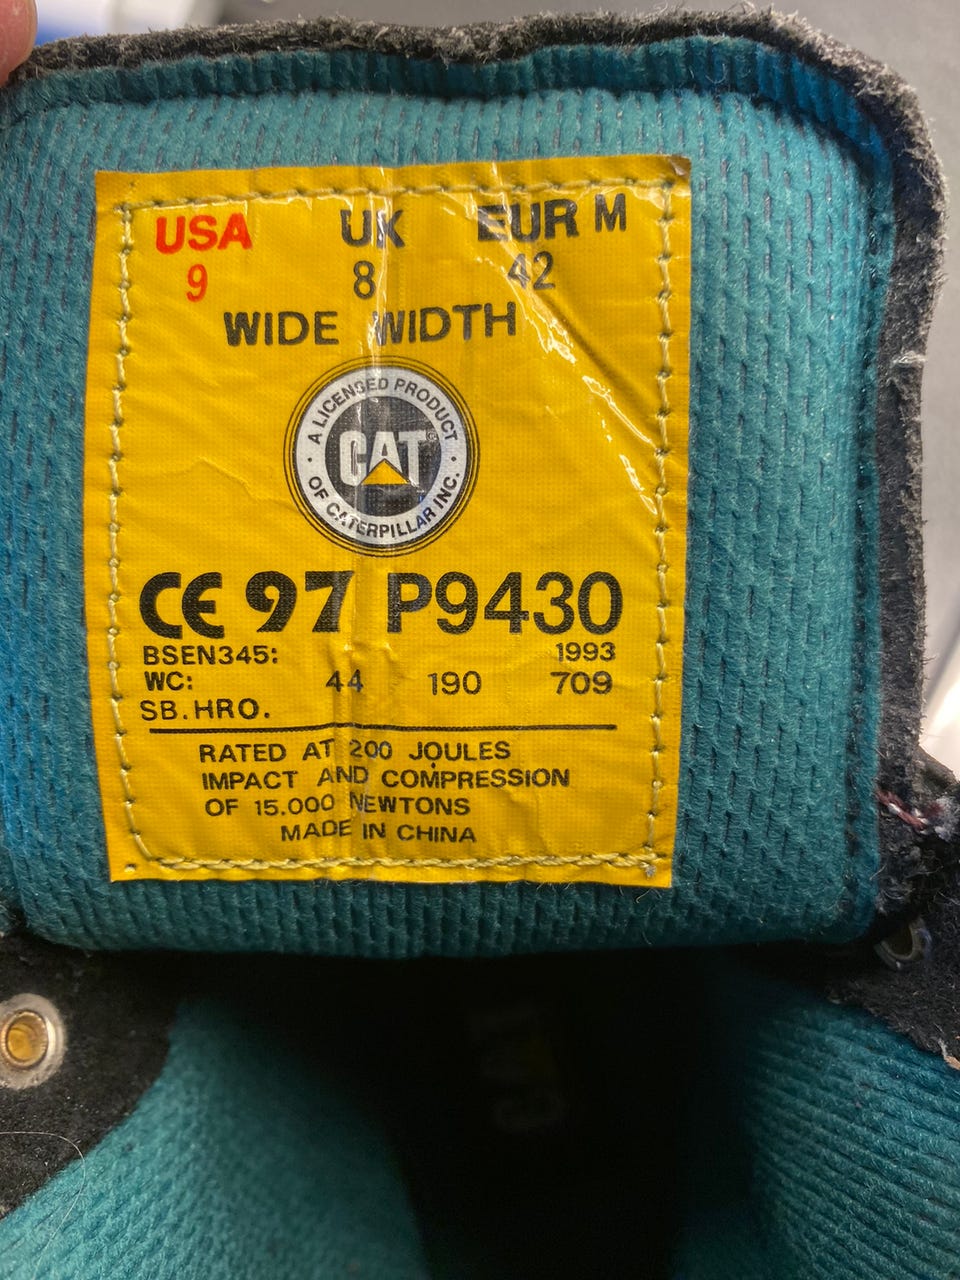 USA UK EUR M
9 8 42
WIDE WIDTH
A LICENSED PRODUCT
CAT
OF CATERPILLAR INC.
CE 97 P9430
BSEN345: 1993
WC: 44 190 709
SB.HRO.
RATED AT 200 JOULES
IMPACT AND COMPRESSION
OF 15.000 NEWTONS
MADE IN CHINA
CAT